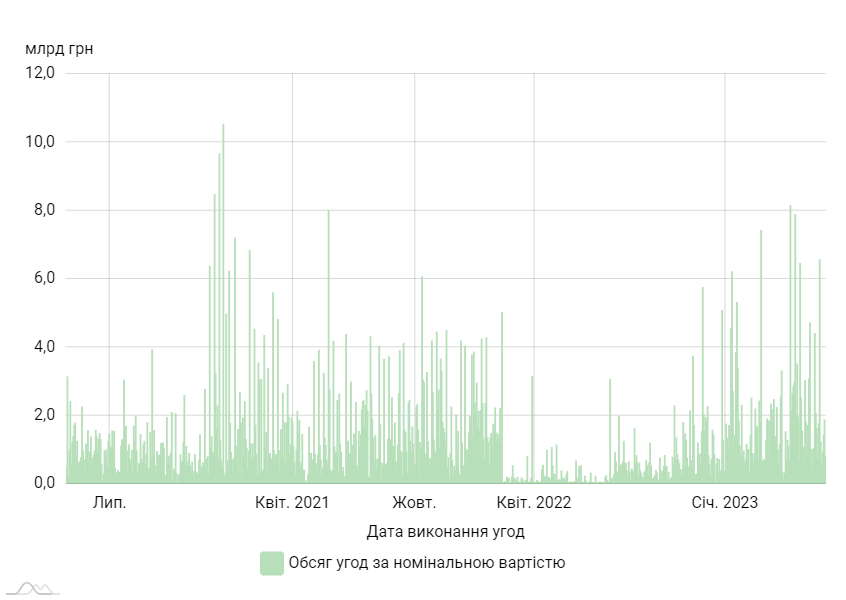 млрд грн
12,0
10,0
8,0
6,0
4,0
2,0
0,0
Лип. Квіт. 2021 Жовт. Квіт. 2022 Січ. 2023
Дата виконання угод
Обсяг угод за номінальною вартістю